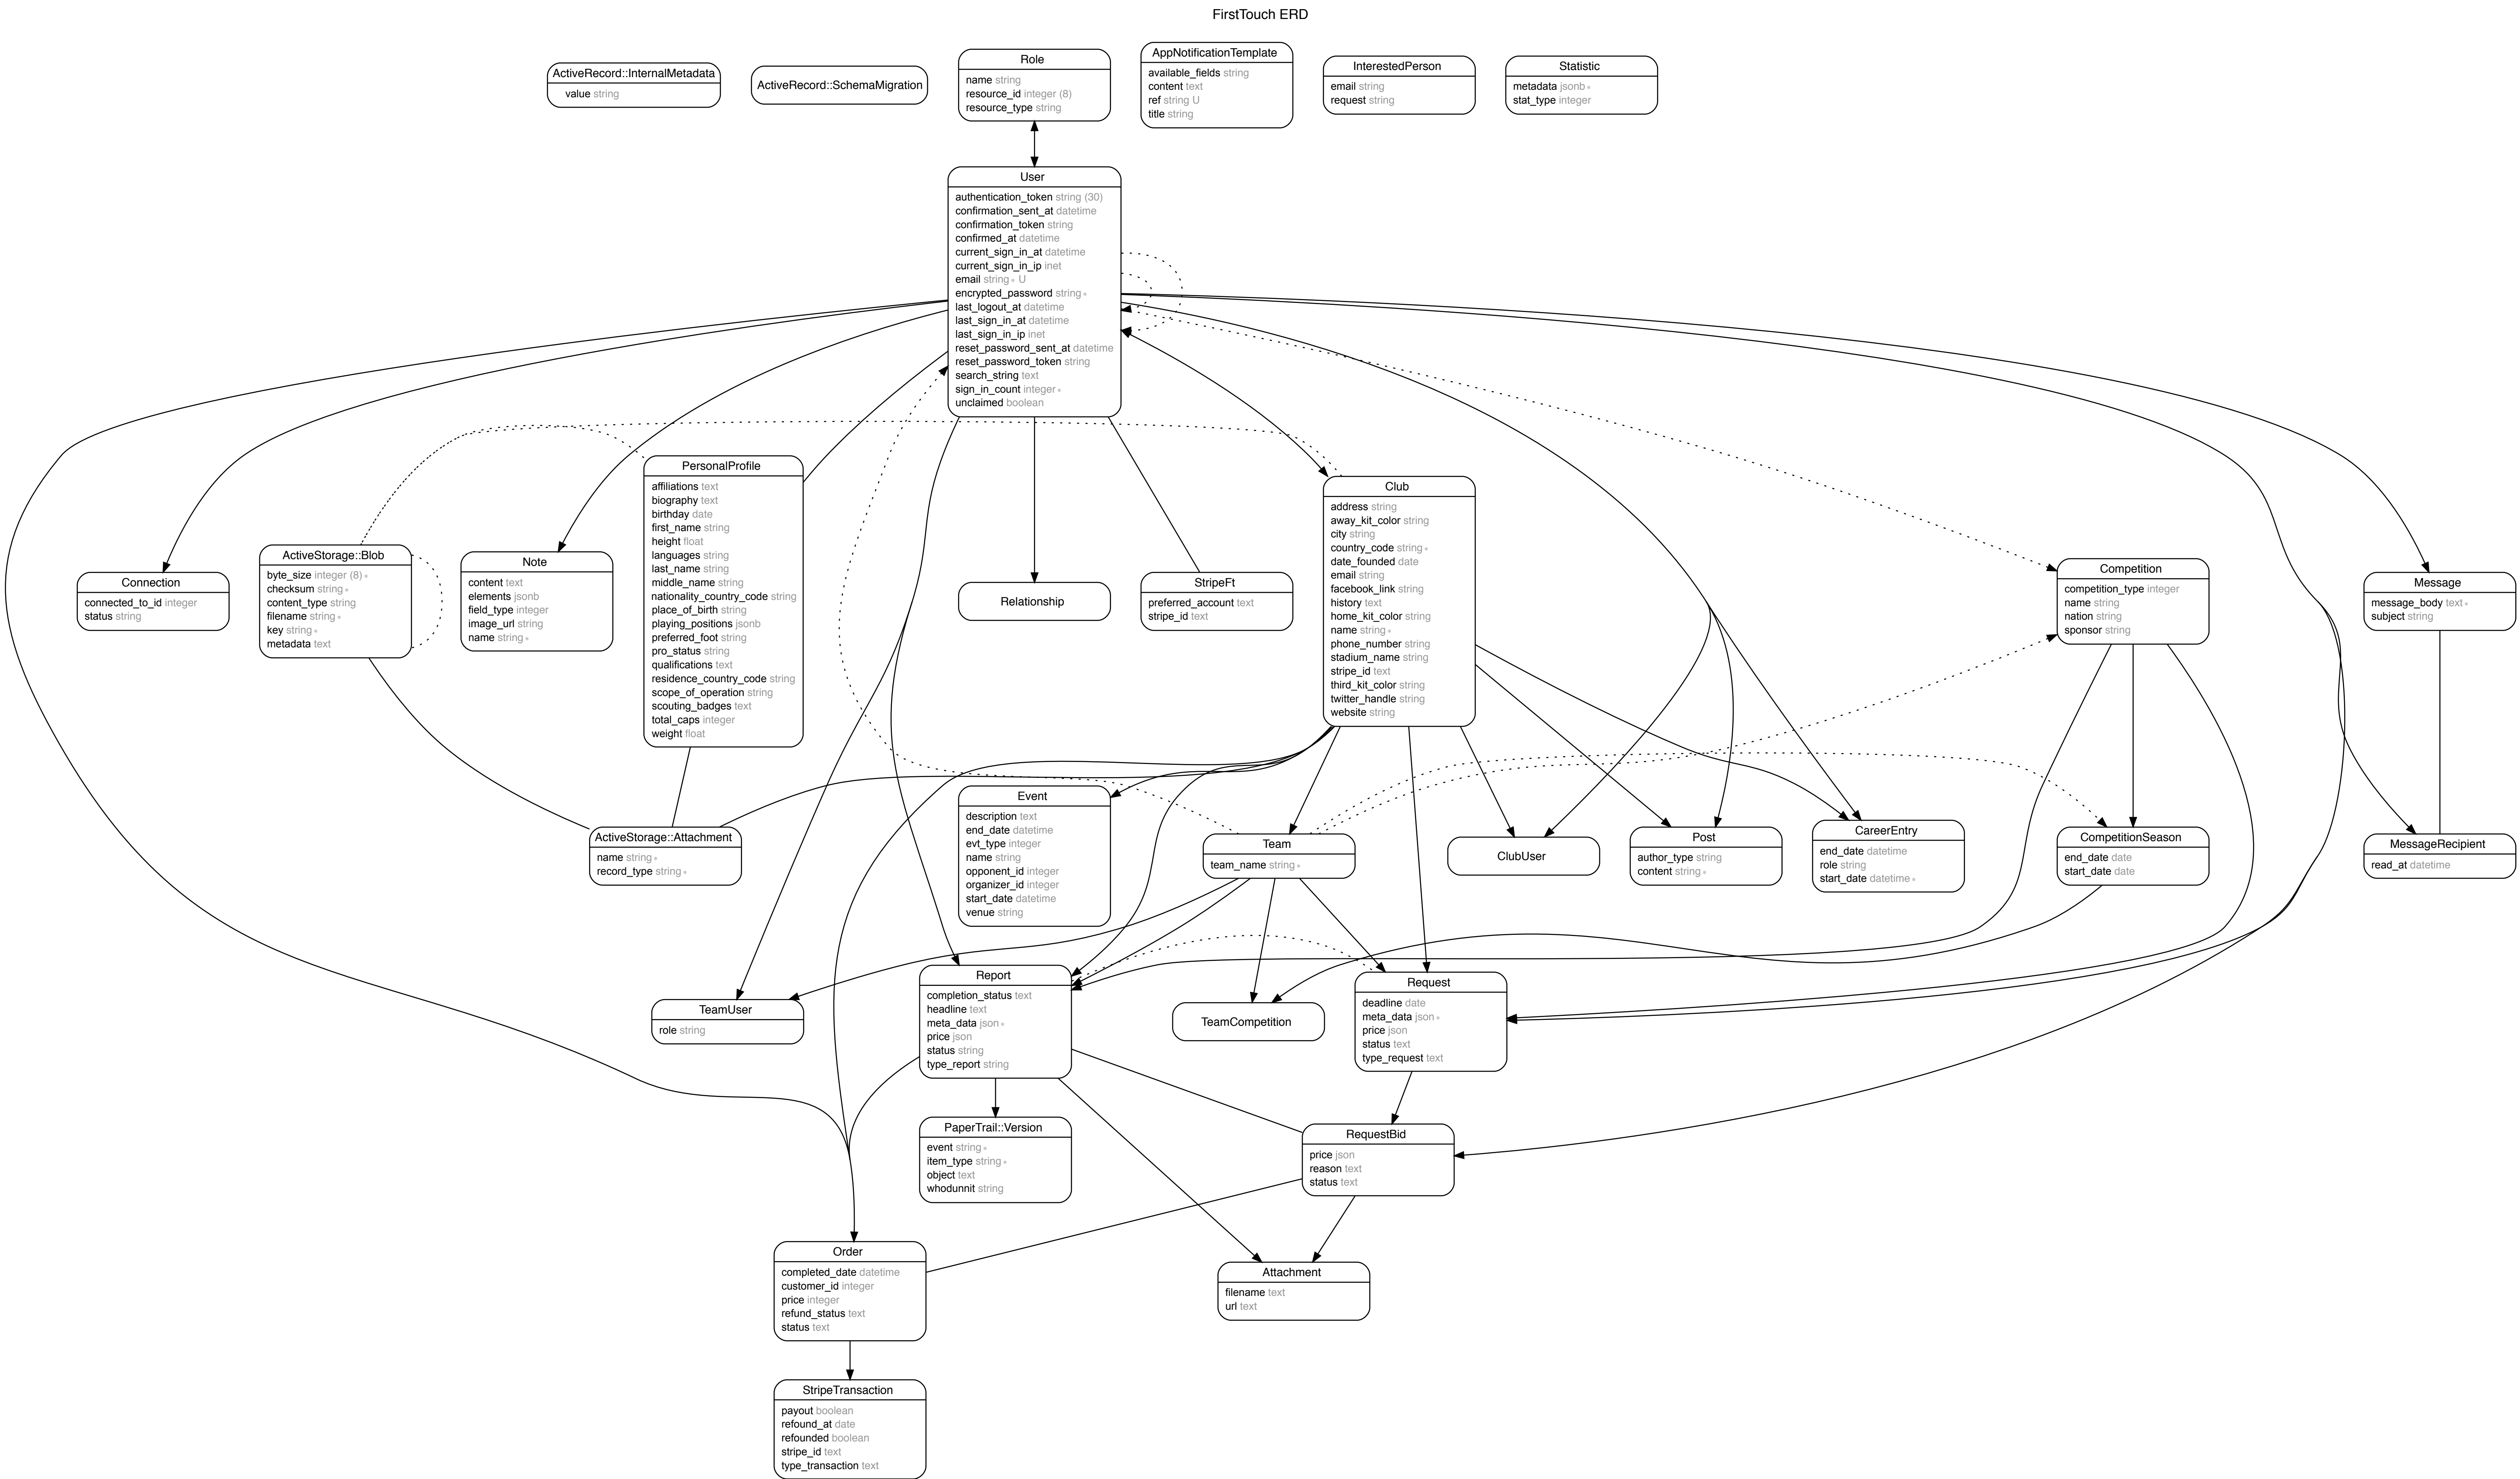 FirstTouch ERD
ActiveRecord::InternalMetadata
value string
ActiveRecord::SchemaMigration
Role
name string
resource_id integer (8)
resource_type string
AppNotificationTemplate
available_fields string
content text
ref string U
title string
InterestedPerson
email string
request string
Statistic
metadata jsonb ∗
stat_type integer
User
authentication_token string (30)
confirmation_sent_at datetime
confirmation_token string
confirmed_at datetime
current_sign_in_at datetime
current_sign_in_ip inet
email string ∗ U
encrypted_password string ∗
last_logout_at datetime
last_sign_in_at datetime
last_sign_in_ip inet
reset_password_sent_at datetime
reset_password_token string
search_string text
sign_in_count integer ∗
unclaimed boolean
Connection
connected_to_id integer
status string
ActiveStorage::Blob
byte_size integer (8) ∗
checksum string ∗
content_type string
filename string ∗
key string ∗
metadata text
Note
content text
elements jsonb
field_type integer
image_url string
name string ∗
PersonalProfile
affiliations text
biography text
birthday date
first_name string
height float
languages string
last_name string
middle_name string
nationality_country_code string
place_of_birth string
playing_positions jsonb
preferred_foot string
pro_status string
qualifications text
residence_country_code string
scope_of_operation string
scouting_badges text
total_caps integer
weight float
Relationship
StripeFt
preferred_account text
stripe_id text
Club
address string
away_kit_color string
city string
country_code string ∗
date_founded date
email string
facebook_link string
history text
home_kit_color string
name string ∗
phone_number string
stadium_name string
stripe_id text
third_kit_color string
twitter_handle string
website string
Competition
competition_type integer
name string
nation string
sponsor string
Message
message_body text ∗
subject string
ActiveStorage::Attachment
name string ∗
record_type string ∗
Event
description text
end_date datetime
evt_type integer
name string
opponent_id integer
organizer_id integer
start_date datetime
venue string
Team
team_name string ∗
ClubUser
Post
author_type string
content string ∗
CareerEntry
end_date datetime
role string
start_date datetime ∗
CompetitionSeason
end_date date
start_date date
MessageRecipient
read_at datetime
TeamUser
role string
Report
completion_status text
headline text
meta_data json ∗
price json
status string
type_report string
TeamCompetition
Request
deadline date
meta_data json ∗
price json
status text
type_request text
PaperTrail::Version
event string ∗
item_type string ∗
object text
whodunnit string
RequestBid
price json
reason text
status text
Order
completed_date datetime
customer_id integer
price integer
refund_status text
status text
Attachment
filename text
url text
StripeTransaction
payout boolean
refound_at date
refounded boolean
stripe_id text
type_transaction text